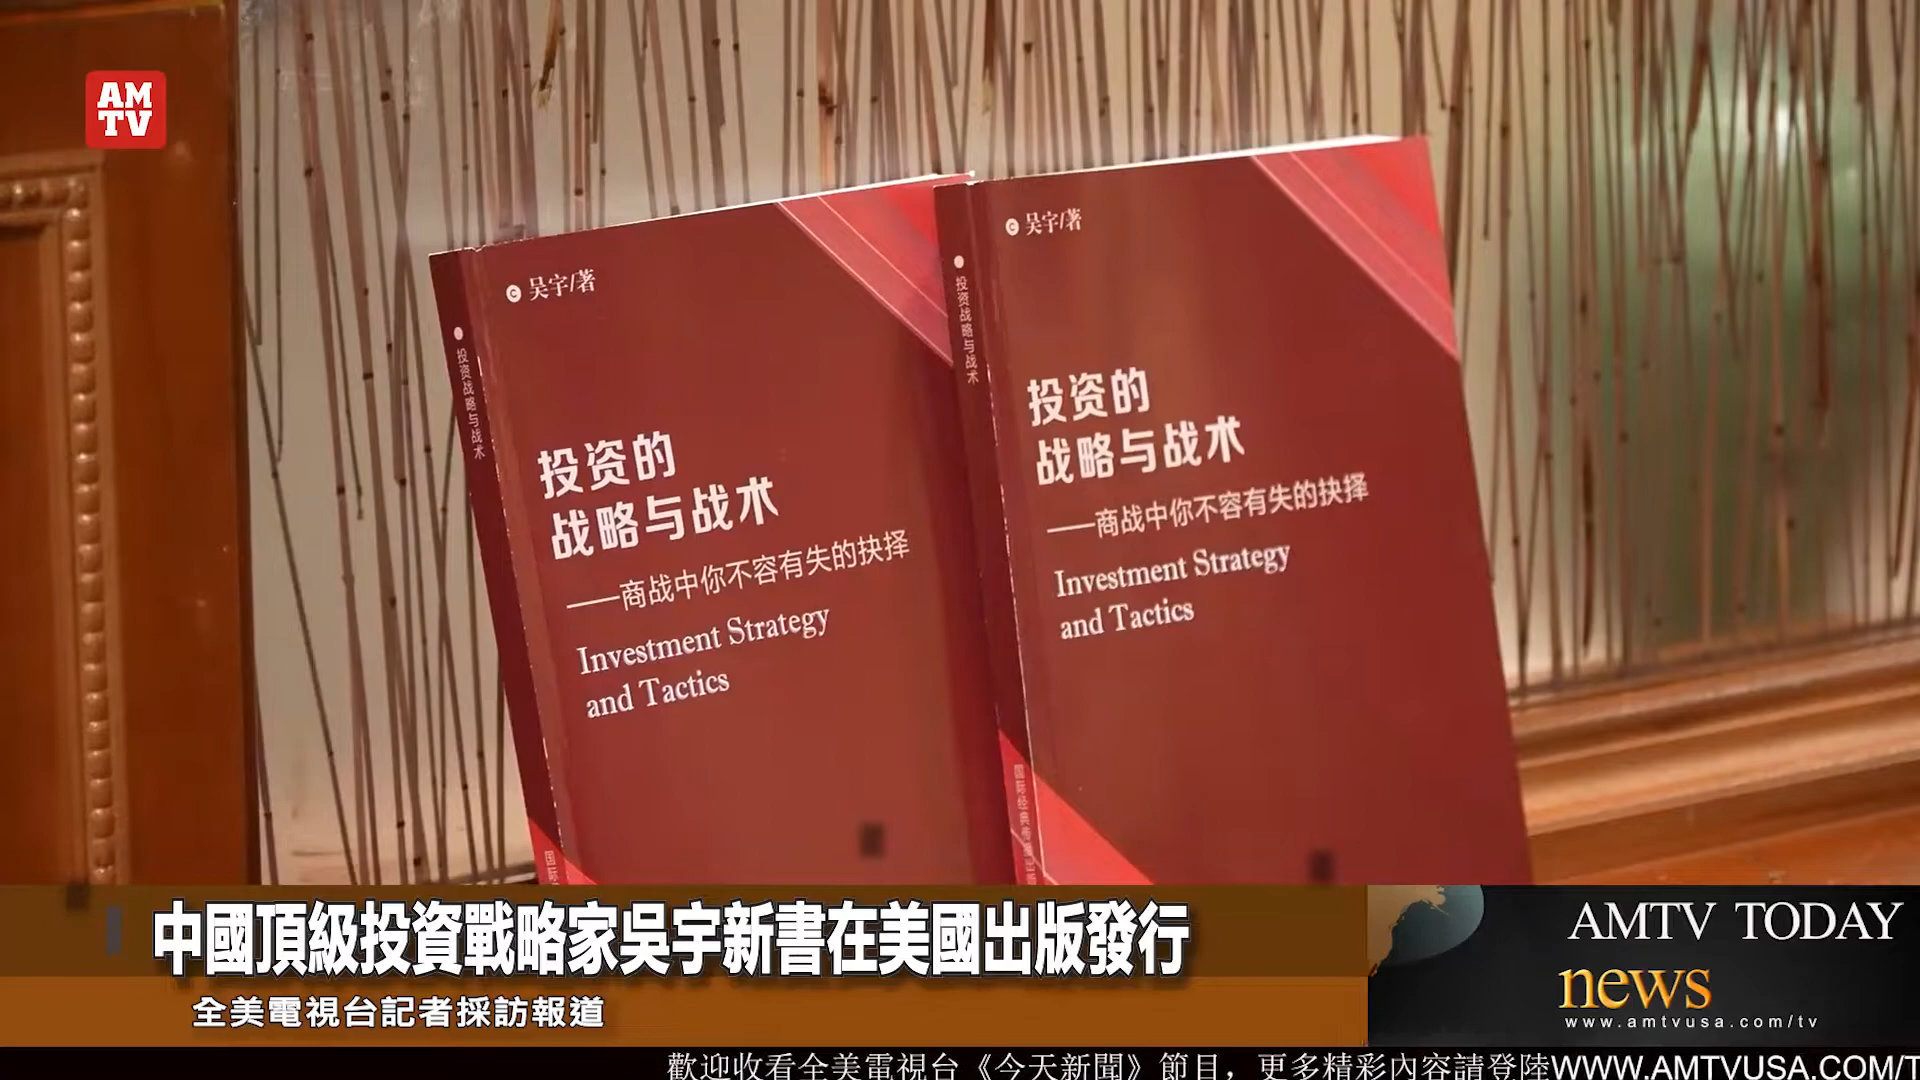 AM
TV
吴宇/著
投资战略与战术
投资的
战略与战术
——商战中你不容有失的抉择
Investment Strategy
and Tactics
国际
吴宇/著
投资战略与战术
投资的
战略与战术
——商战中你不容有失的抉择
Investment Strategy
and Tactics
中國頂級投資戰略家吳宇新書在美國出版發行
全美電視台記者採訪報道
AMTV TODAY
news
www.amtvusa.com/tv
歡迎收看全美電視台《今天新聞》節目，更多精彩內容請登陸WWW.AMTVUSA.COM/T